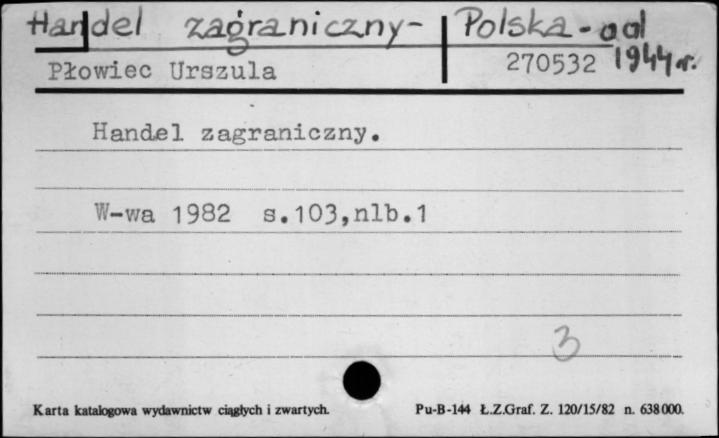 Handel zagraniczny- Polska - od 1944 r.
Płowiec Urszula 270532
Handel zagraniczny.
W-wa 1982 s.103,nlb.1
3
Karta katalogowa wydawnictw ciągłych i zwartych. Pu-B-144 Ł.Z.Graf. Z. 120/15/82 n. 638000.